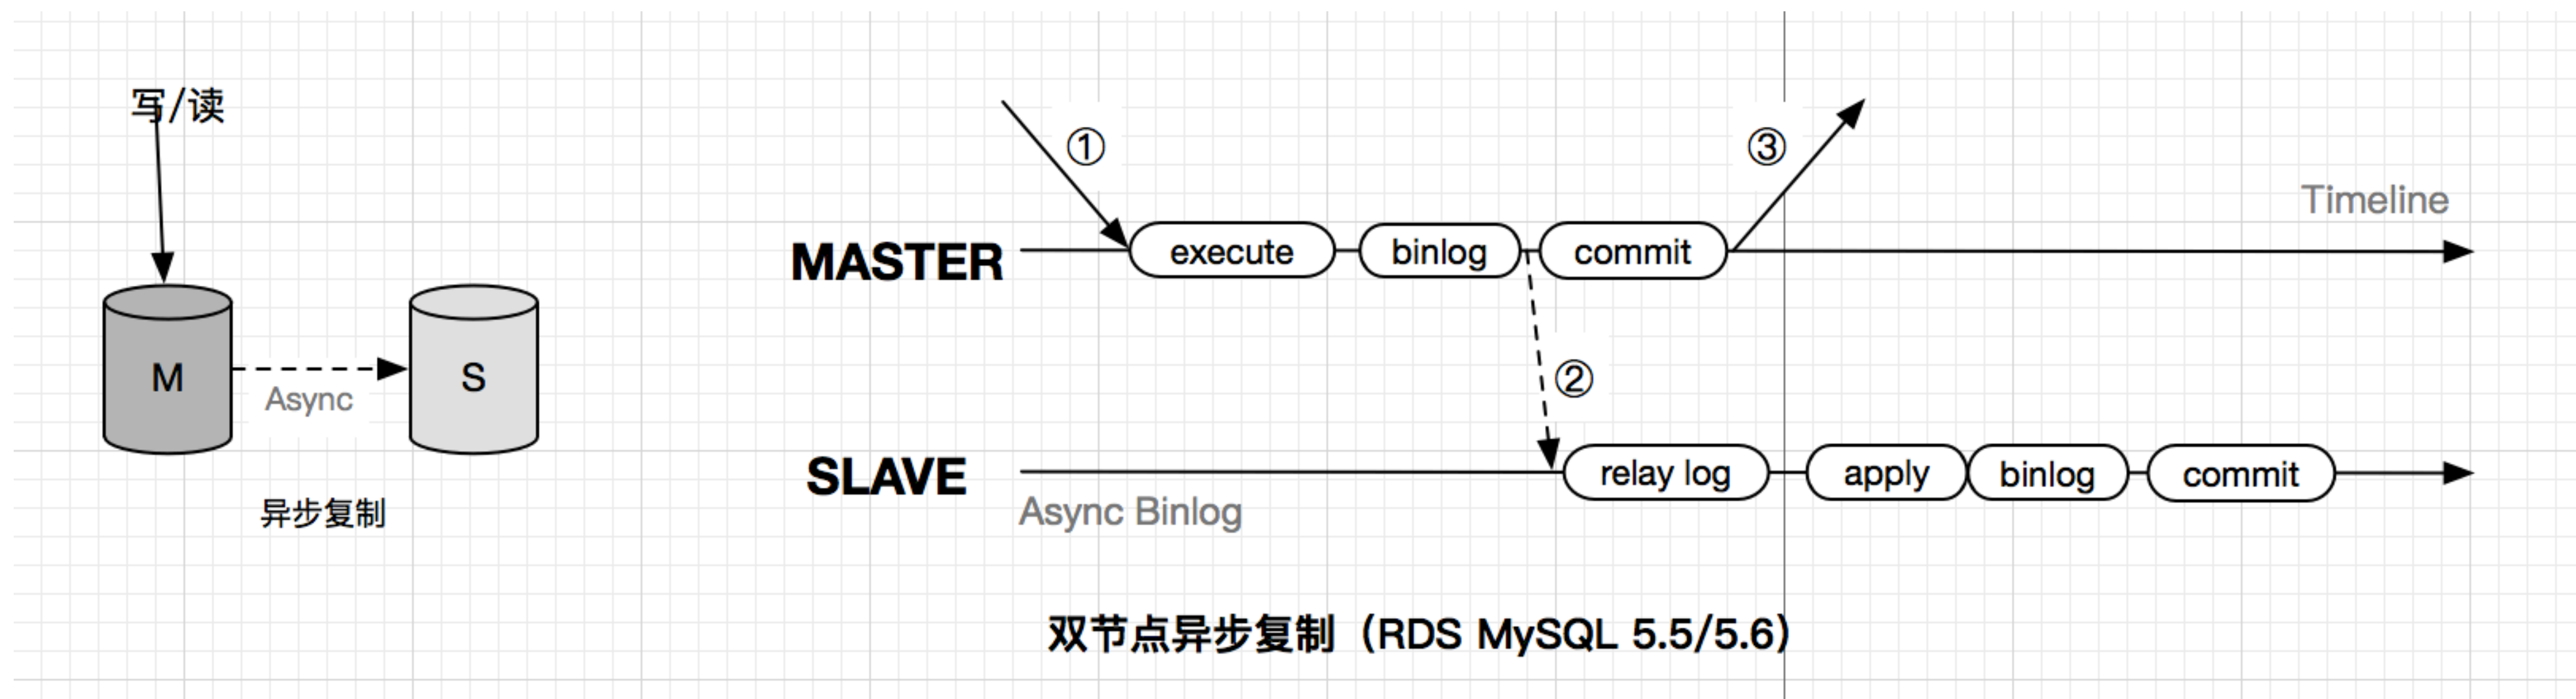 写/读
M
Async
S
异步复制
①
③
Timeline
MASTER
execute
binlog
commit
②
SLAVE
relay log
apply
binlog
commit
Async Binlog
双节点异步复制（RDS MySQL 5.5/5.6）